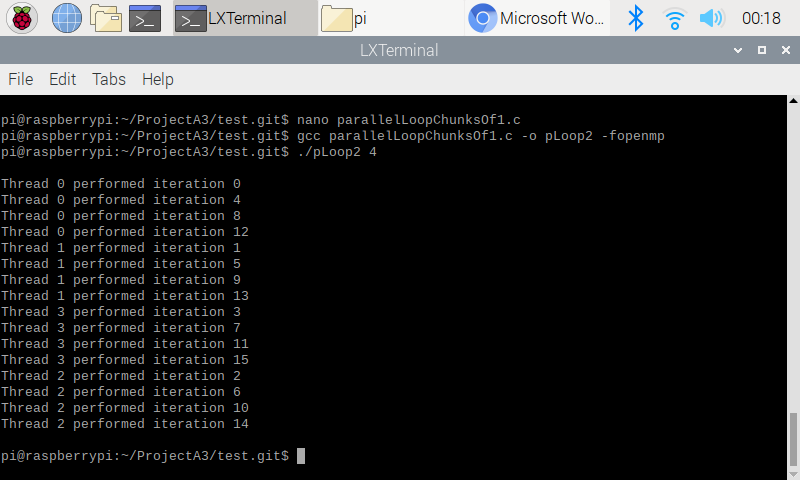 LXTerminal
pi
Microsoft Wo...
00:18
LXTerminal
File Edit Tabs Help
pi@raspberrypi:~/ProjectA3/test.git$ nano parallelLoopChunksOf1.c
pi@raspberrypi:~/ProjectA3/test.git$ gcc parallelLoopChunksOf1.c -o pLoop2 -fopenmp
pi@raspberrypi:~/ProjectA3/test.git$ ./pLoop2 4
Thread 0 performed iteration 0
Thread 0 performed iteration 4
Thread 0 performed iteration 8
Thread 0 performed iteration 12
Thread 1 performed iteration 1
Thread 1 performed iteration 5
Thread 1 performed iteration 9
Thread 1 performed iteration 13
Thread 3 performed iteration 3
Thread 3 performed iteration 7
Thread 3 performed iteration 11
Thread 3 performed iteration 15
Thread 2 performed iteration 2
Thread 2 performed iteration 6
Thread 2 performed iteration 10
Thread 2 performed iteration 14
pi@raspberrypi:~/ProjectA3/test.git$